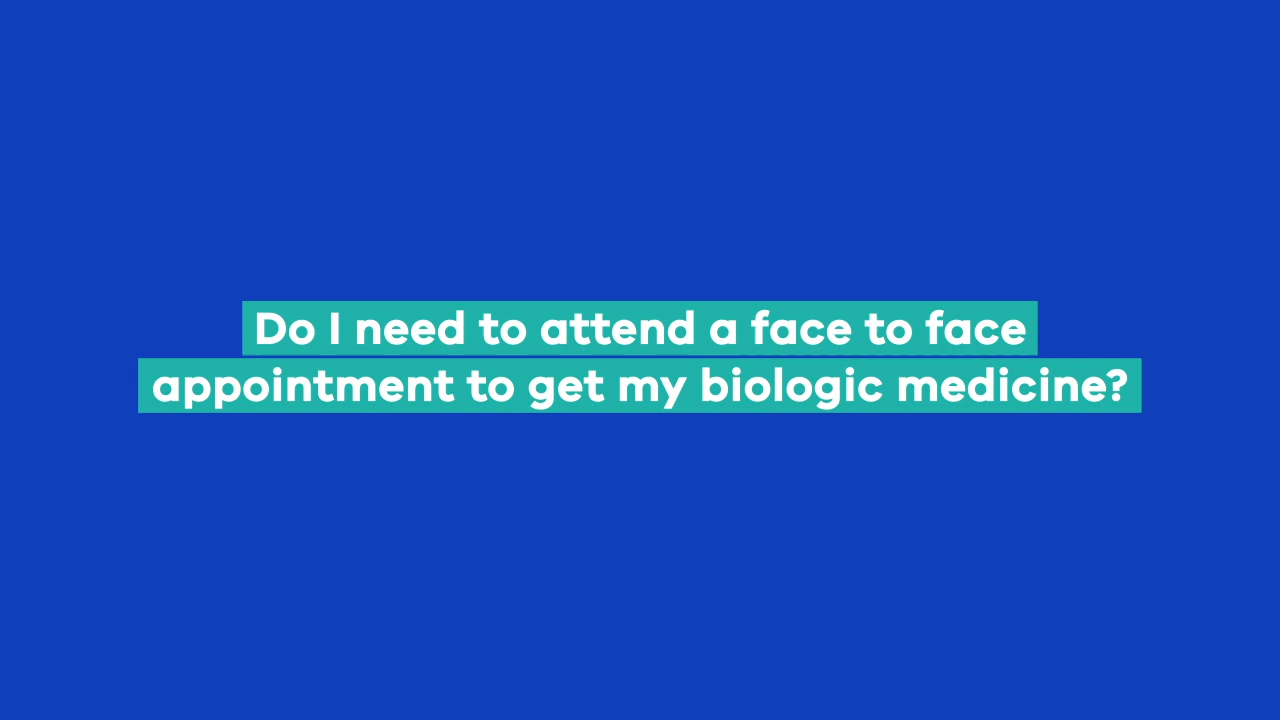 Do I need to attend a face to face
appointment to get my biologic medicine?